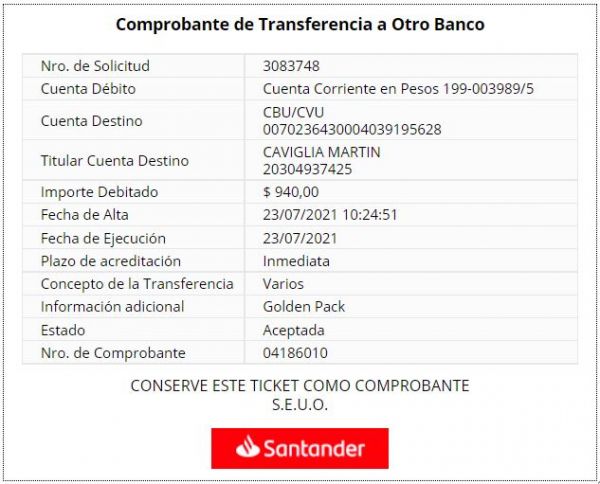 Comprobante de Transferencia a Otro Banco
Nro. de Solicitud 3083748
Cuenta Débito Cuenta Corriente en Pesos 199-003989/5
Cuenta Destino CBU/CVU
0070236430004039195628
Titular Cuenta Destino CAVIGLIA MARTIN
20304937425
Importe Debitado $ 940,00
Fecha de Alta 23/07/2021 10:24:51
Fecha de Ejecución 23/07/2021
Plazo de acreditación Inmediata
Concepto de la Transferencia Varios
Información adicional Golden Pack
Estado Aceptada
Nro. de Comprobante 04186010
CONSERVE ESTE TICKET COMO COMPROBANTE
S.E.U.O.
Santander